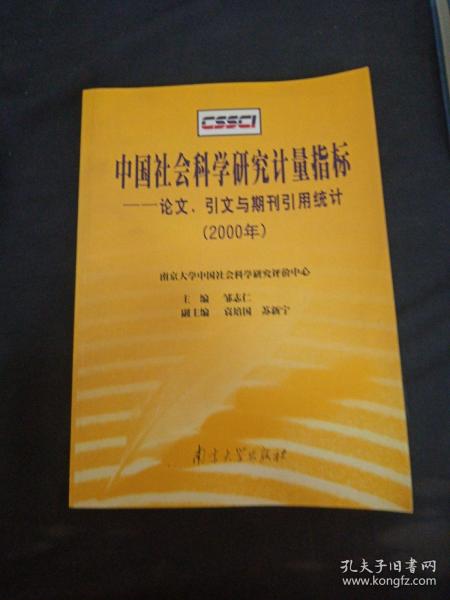 CSSCI
中国社会科学研究计量指标
——论文、引文与期刊引用统计
(2000年)
南京大学中国社会科学研究评价中心
主 编 邹志仁
副主编 袁培国 苏新宁
南京大学出版社
孔夫子旧书网
www.kongfz.com